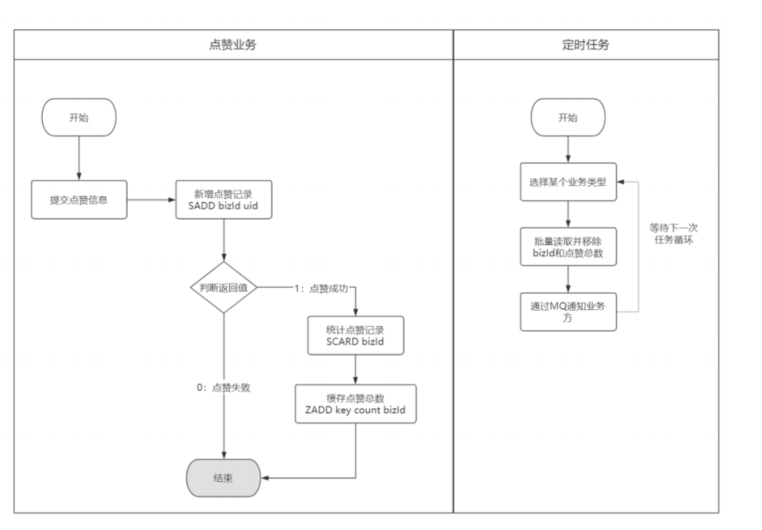 点赞业务
定时任务
开始
提交点赞信息
新增点赞记录
SADD bizId uid
判断返回值
1：点赞成功
统计点赞记录
SCARD bizId
0：点赞失败
缓存点赞总数
ZADD key count bizId
结束
开始
选择某个业务类型
批量读取并移除
bizId和点赞总数
通过MQ通知业务
方
等待下一次
任务循环